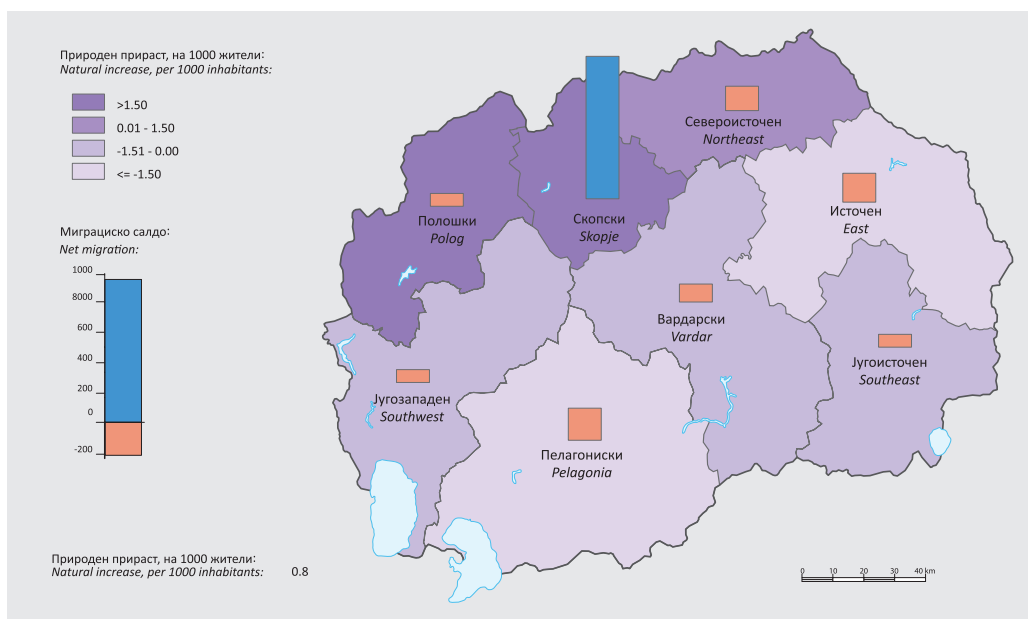 Природен прираст, на 1000 жители:
Natural increase, per 1000 inhabitants:
>1.50
0.01 - 1.50
-1.51 - 0.00
<= -1.50
Миграциско салдо:
Net migration:
1000
8000
600
400
200
0
-200
Североисточен
Northeast
Полошки
Polog
Скопски
Skopje
Источен
East
Вардарски
Vardar
Југоисточен
Southeast
Југозападен
Southwest
Пелагониски
Pelagonia
Природен прираст, на 1000 жители:
Natural increase, per 1000 inhabitants: 0.8
0 10 20 30 40 km